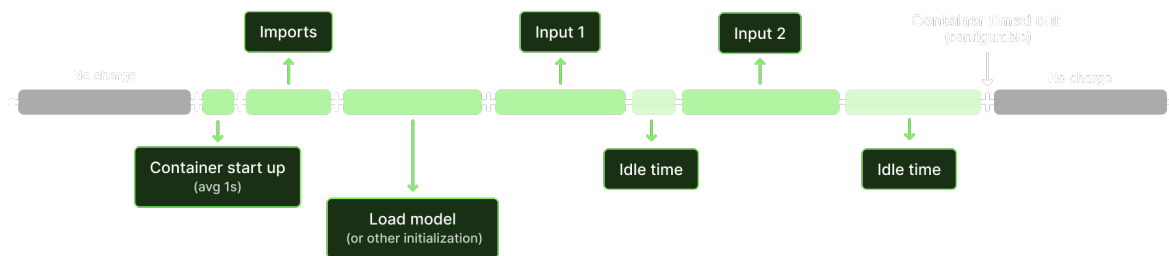 Imports
Input 1
Input 2
Container timed out
(configurable)
No charge
No charge
Container start up
(avg 1s)
Idle time
Idle time
Load model
(or other initialization)